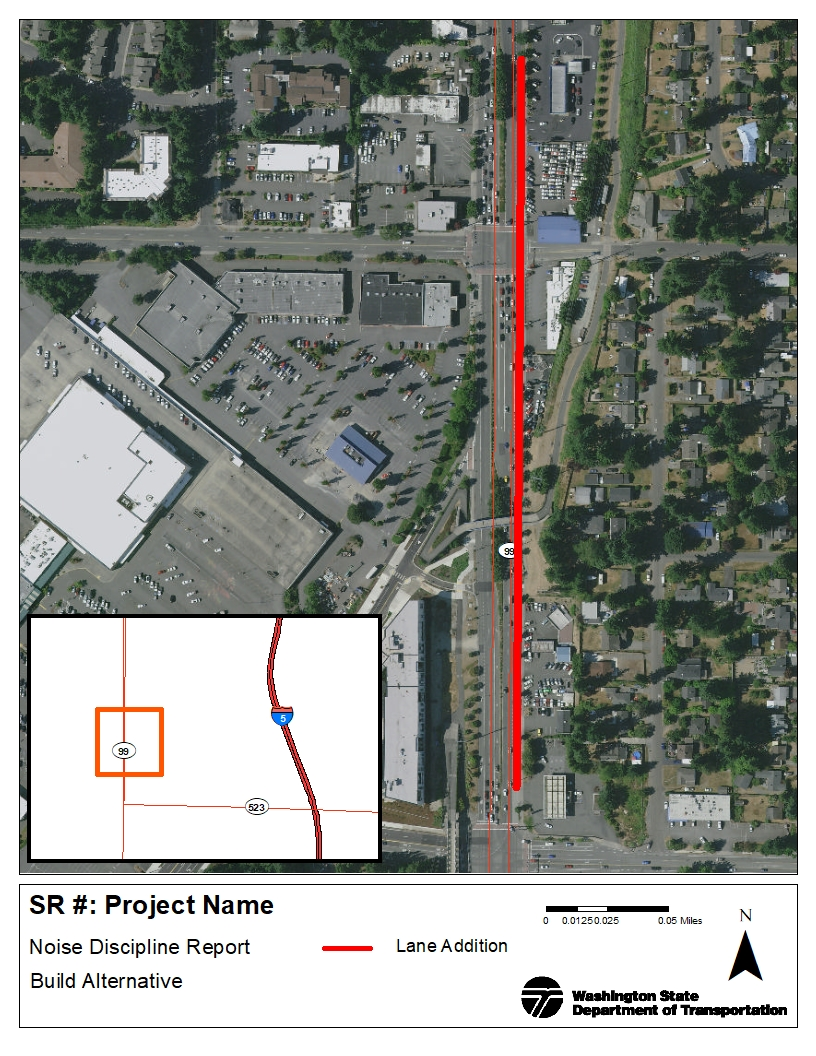 99
5
99
523
SR #: Project Name
Noise Discipline Report
Build Alternative
Lane Addition
0 0.0125 0.025 0.05 Miles
N
Washington State
Department of Transportation